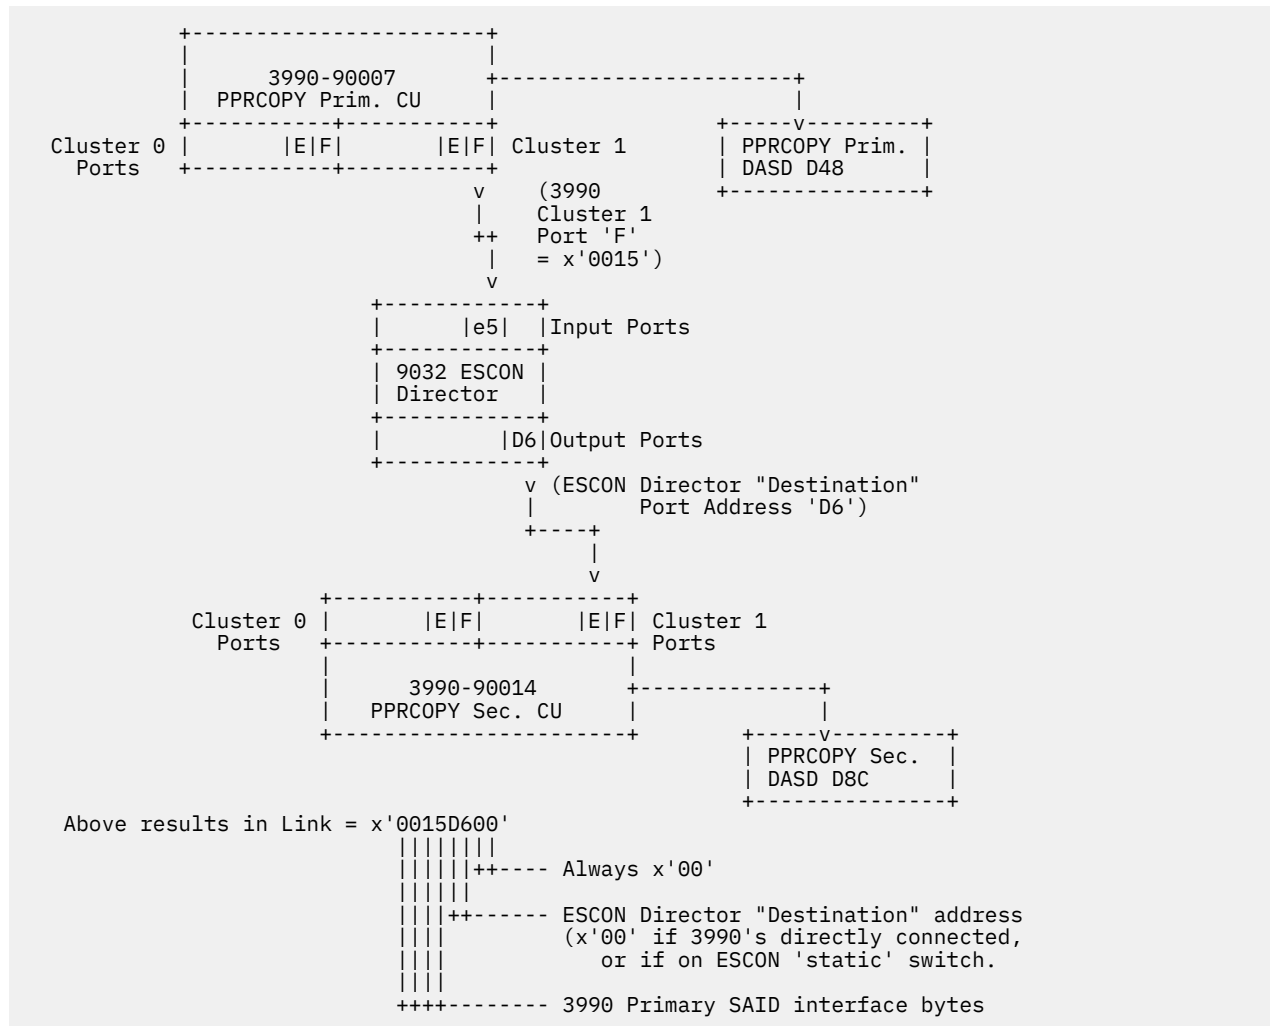 3990-90007
PPRCOPY Prim. CU
Cluster 0 |E|F| |E|F| Cluster 1
Ports
PPRCOPY Prim.
DASD D48
(3990
Cluster 1
Port 'F'
= x'0015')
|e5| Input Ports
9032 ESCON
Director
|D6| Output Ports
(ESCON Director "Destination"
Port Address 'D6')
Cluster 0 |E|F| |E|F| Cluster 1
Ports Ports
3990-90014
PPRCOPY Sec. CU
PPRCOPY Sec.
DASD D8C
Above results in Link = x'0015D600'
Always x'00'
ESCON Director "Destination" address
(x'00' if 3990's directly connected,
or if on ESCON 'static' switch.
3990 Primary SAID interface bytes